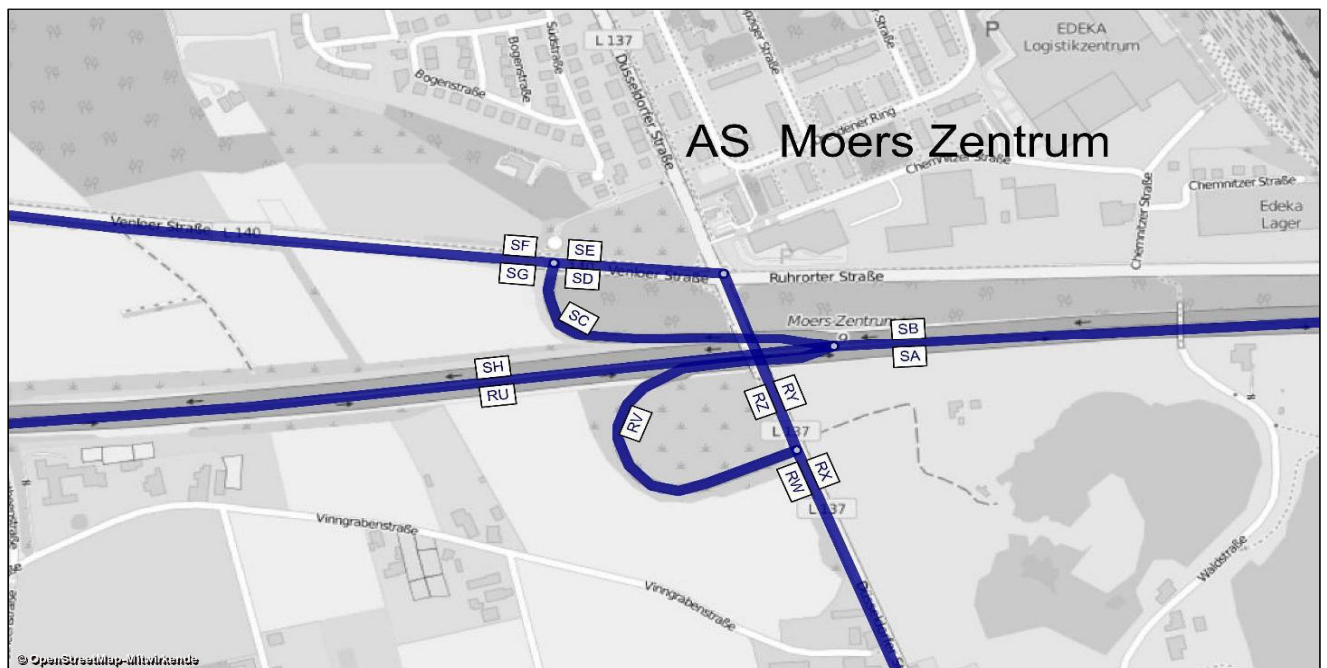 L 137
EDEKA
Logistikzentrum
P
Südstraße
Bogenstraße
Bogenstraße
Düsseldorfer Straße
AS Moers Zentrum
Chemnitzer Straße
Chemnitzer Straße
Chemnitzer Straße
Edeka
Lager
Venloer Straße
L 140
SF
SE
SG
SD
Venloer Straße
Ruhrorter Straße
P
SC
Moers-Zentrum
9
SB
SA
SH
RU
RV
RZ
RY
L 137
RW
RX
L 137
Vinngrabenstraße
Vinngrabenstraße
Waldstraße
© OpenStreetMap-Mitwirkende